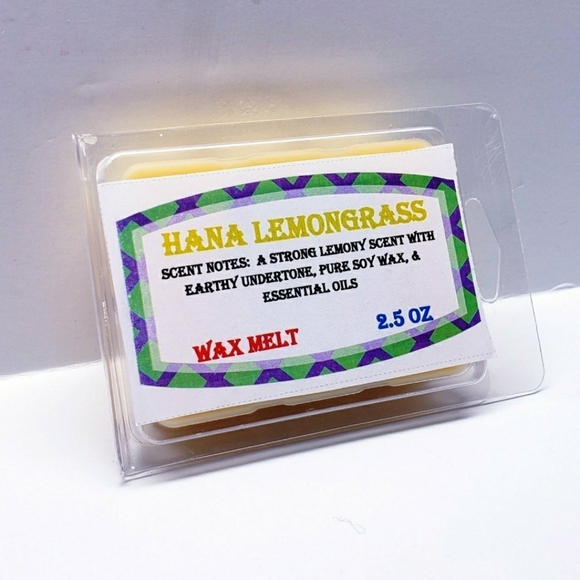 HANA LEMONGRASS
SCENT NOTES: A STRONG LEMONY SCENT WITH
EARTHY UNDERTONE, PURE SOY WAX, &
ESSENTIAL OILS
2.5 OZ
WAX MELT